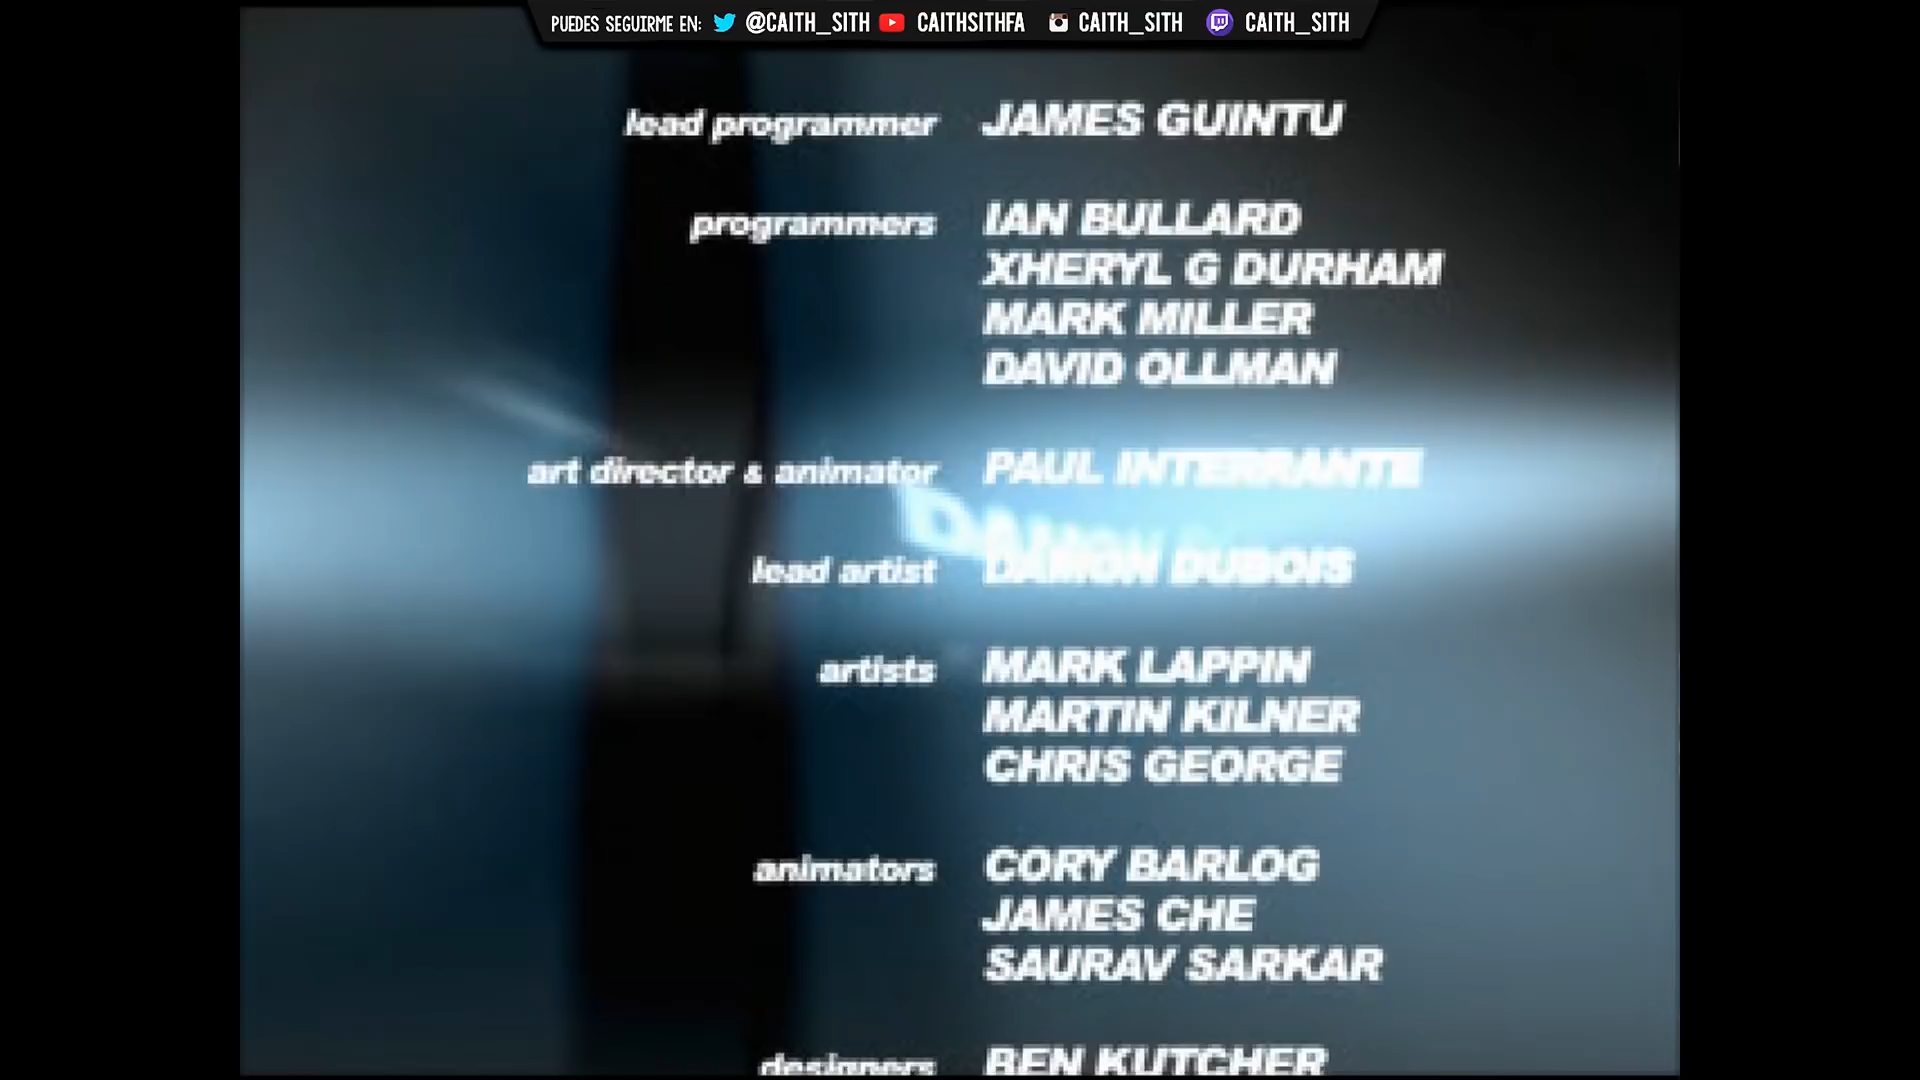 PUEDES SEGUIRME EN: @CAITH_SITH CAITHSITHFA CAITH_SITH CAITH_SITH
lead programmer JAMES GUINTU
programmers IAN BULLARD
XHERYL G DURHAM
MARK MILLER
DAVID OLLMAN
art director & animator PAUL INTERRANTE
lead artist DAMON DUBOIS
artists MARK LAPPIN
MARTIN KILNER
CHRIS GEORGE
animators CORY BARLOG
JAMES CHE
SAURAV SARKAR
designers BEN KUTCHER